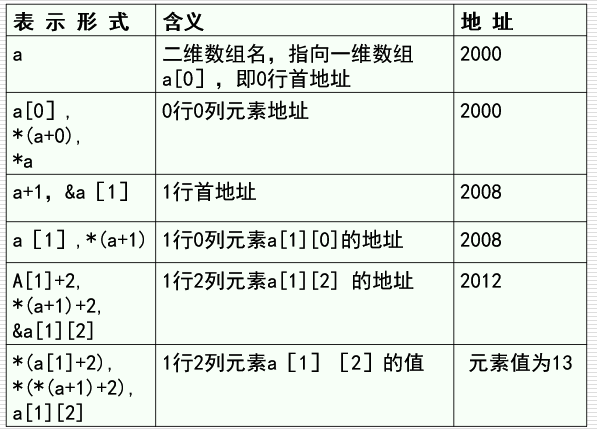 表 示 形 式 含义 地 址
a 二维数组名，指向一维数组 2000
a[0]，即0行首地址
a[0], 0行0列元素地址 2000
*(a+0),
*a
a+1，&a［1］ 1行首地址 2008
a［1］,*(a+1) 1行0列元素a[1][0]的地址 2008
A[1]+2, 1行2列元素a[1][2] 的地址 2012
*(a+1)+2,
&a[1][2]
*(a[1]+2), 1行2列元素a［1］［2］的值 元素值为13
*(*(a+1)+2),
a[1][2]